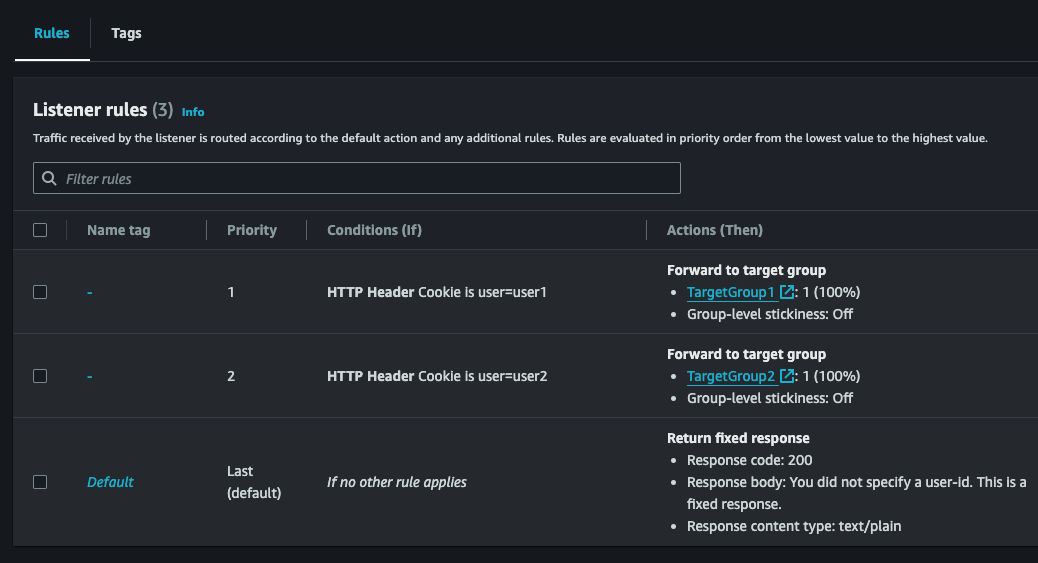 Rules
Tags
Listener rules (3) Info
Traffic received by the listener is routed according to the default action and any additional rules. Rules are evaluated in priority order from the lowest value to the highest value.
Filter rules
Name tag
Priority
Conditions (If)
Actions (Then)
-
1
HTTP Header Cookie is user=user1
Forward to target group
• TargetGroup1: 1 (100%)
• Group-level stickiness: Off
-
2
HTTP Header Cookie is user=user2
Forward to target group
• TargetGroup2: 1 (100%)
• Group-level stickiness: Off
Default
Last
(default)
If no other rule applies
Return fixed response
• Response code: 200
• Response body: You did not specify a user-id. This is a
fixed response.
• Response content type: text/plain